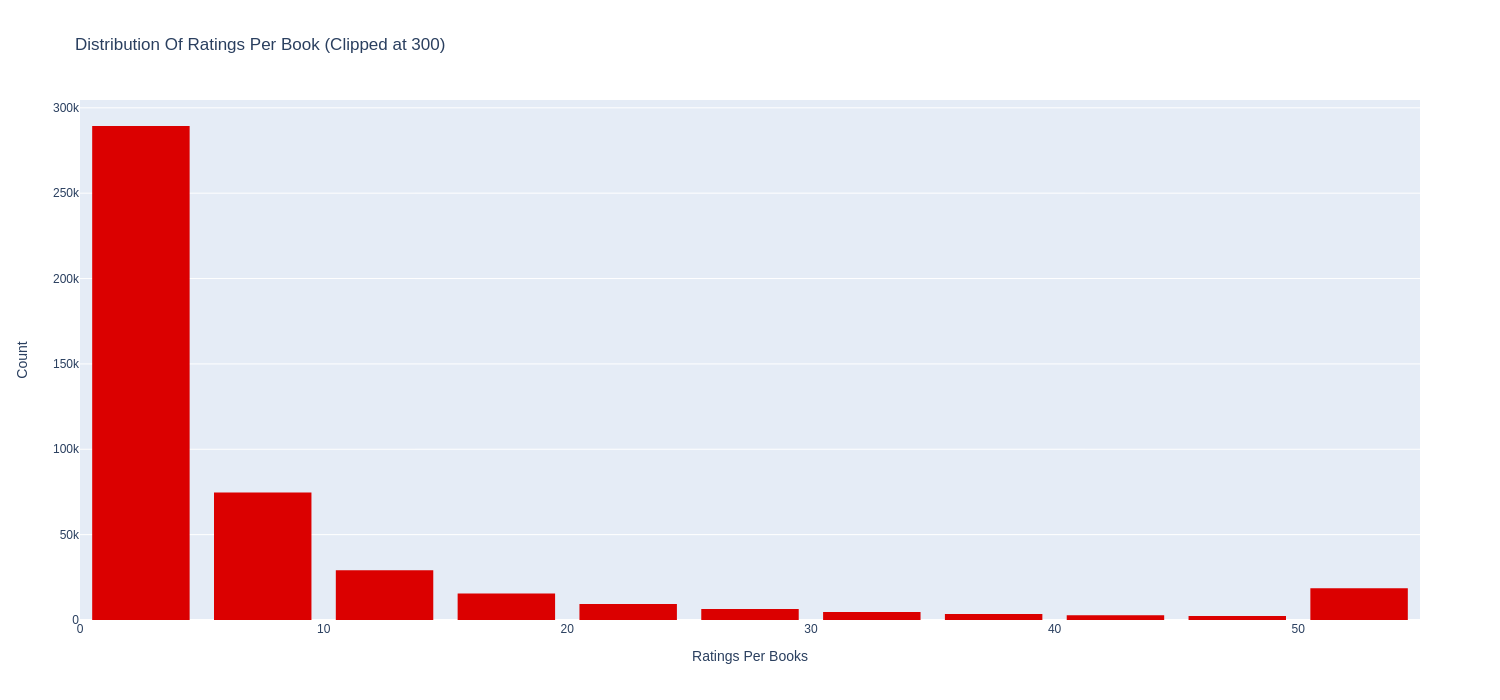 Distribution Of Ratings Per Book (Clipped at 300)
300k
250k
200k
150k
100k
50k
0
Count
0 10 20 30 40 50
Ratings Per Books